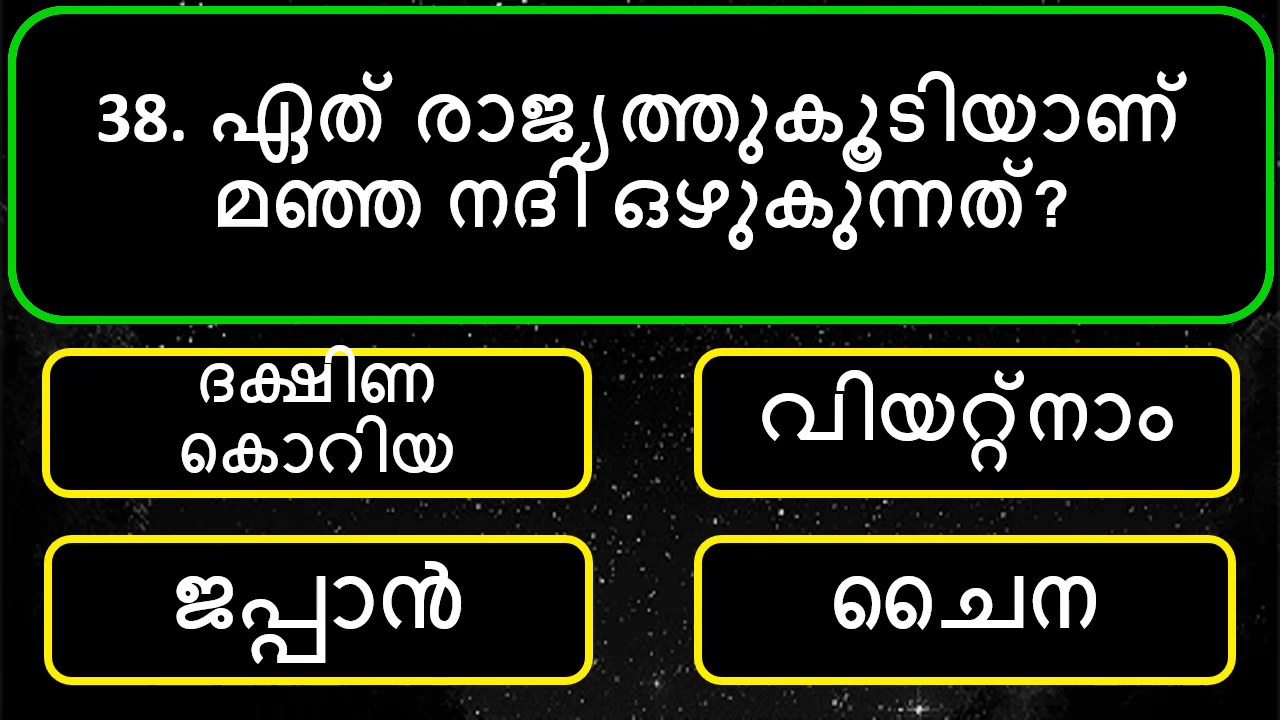 38. ഏത് രാജ്യത്തുകൂടിയാണ്
മഞ്ഞ നദി ഒഴുകുന്നത്?
ദക്ഷിണ
കൊറിയ
വിയറ്റ്നാം
ജപ്പാൻ
ചൈന